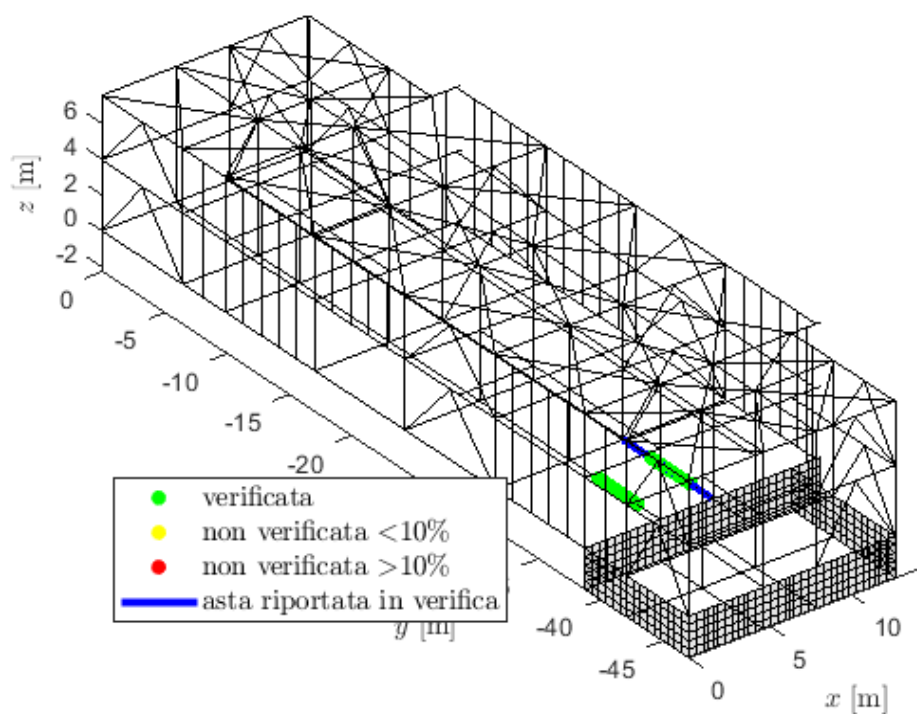 6
4
2
0
-2
z [m]
0
-5
-10
-15
-20
verificata
non verificata <10%
non verificata >10%
asta riportata in verifica
y [m]
-40
-45
0
5
10
x [m]